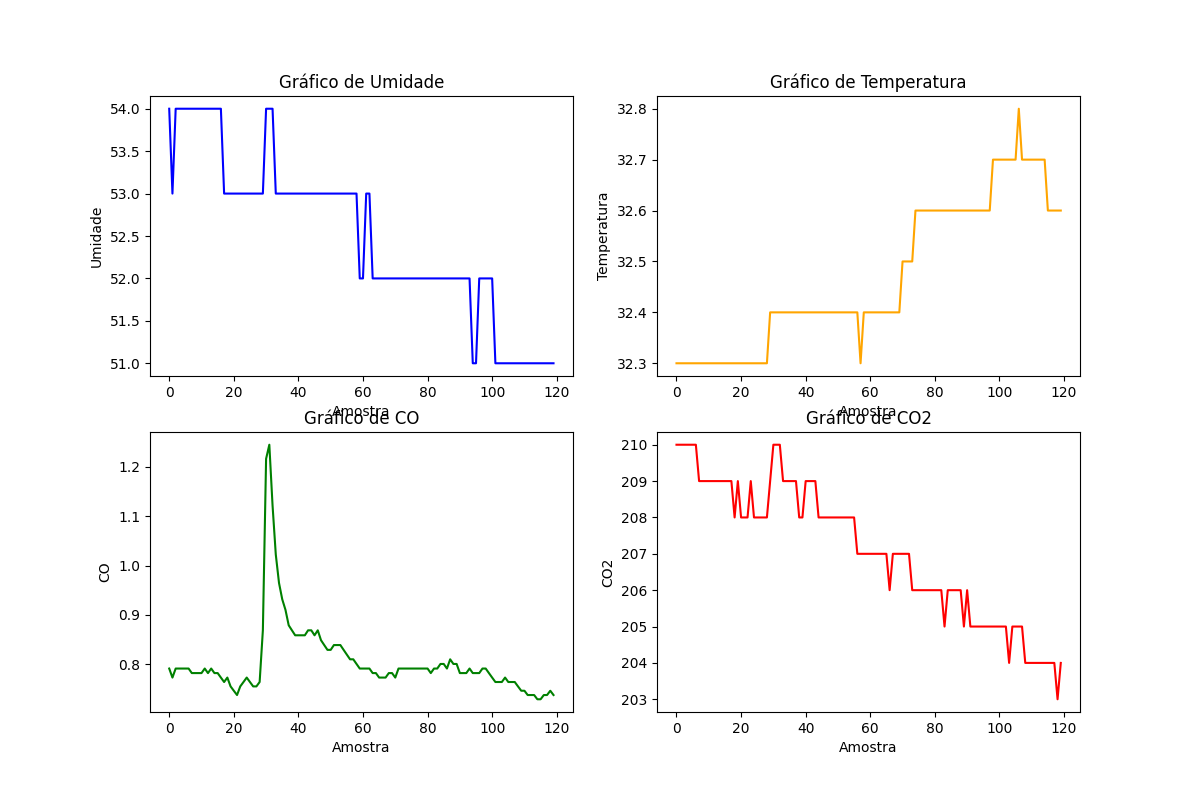 Gráfico de Umidade
54.0
53.5
53.0
52.5
52.0
51.5
51.0
Umidade
0 20 40 60 80 100 120
Amostra
Gráfico de Temperatura
32.8
32.7
32.6
32.5
32.4
32.3
Temperatura
0 20 40 60 80 100 120
Amostra
Gráfico de CO
1.2
1.1
1.0
0.9
0.8
CO
0 20 40 60 80 100 120
Amostra
Gráfico de CO2
210
209
208
207
206
205
204
203
CO2
0 20 40 60 80 100 120
Amostra